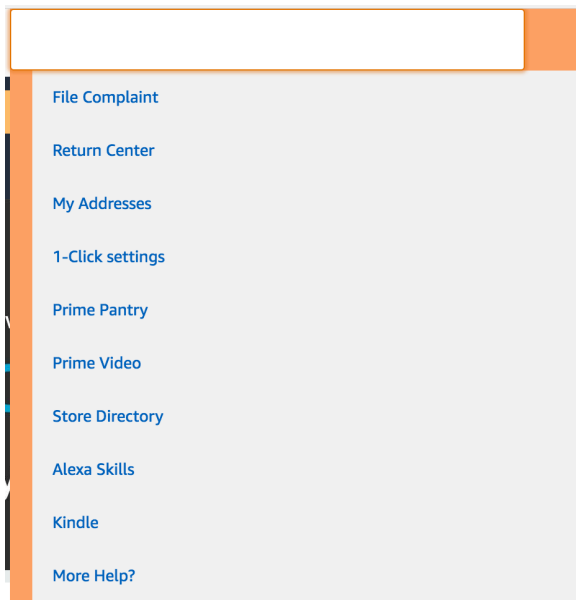 File Complaint
Return Center
My Addresses
1-Click settings
Prime Pantry
Prime Video
Store Directory
Alexa Skills
Kindle
More Help?